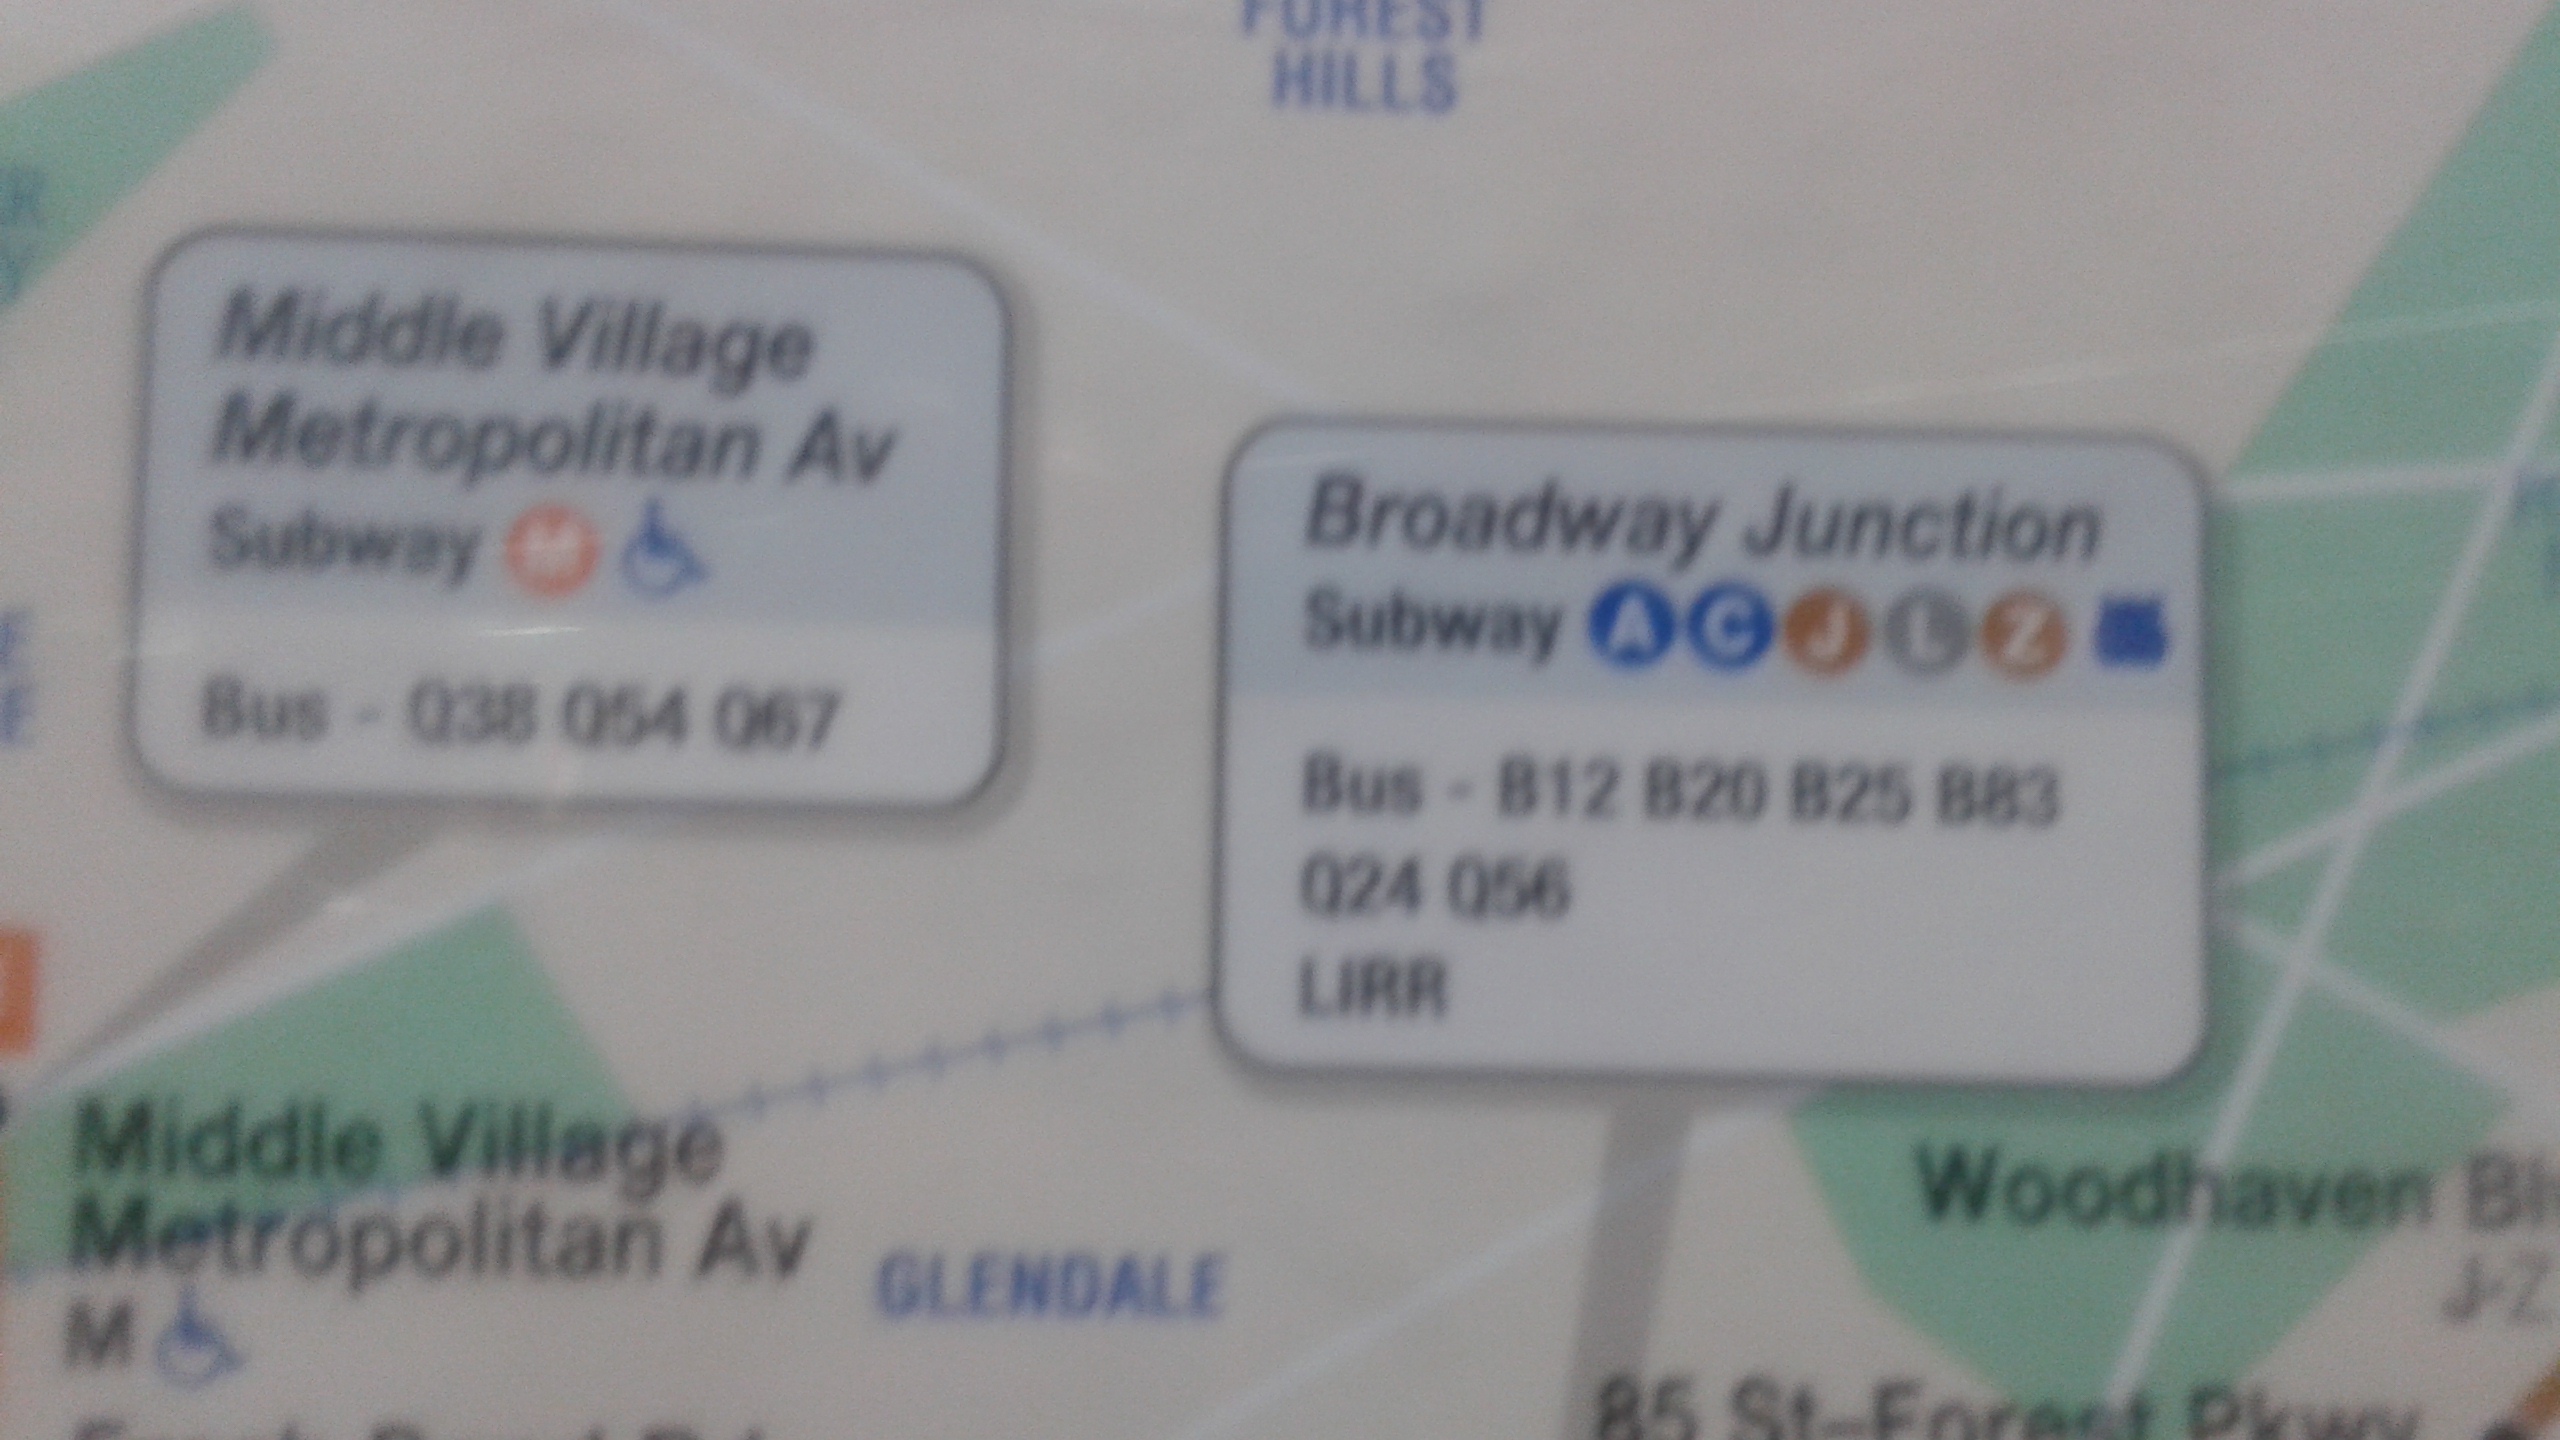 FOREST
HILLS
Middle Village
Metropolitan Av
Subway M
Bus - Q38 Q54 Q67
Broadway Junction
Subway A C J L Z
Bus - B12 B20 B25 B83
Q24 Q56
LIRR
Middle Village
Metropolitan Av
M
GLENDALE
Woodhaven
J-Z
85 St–Forest Pkwy